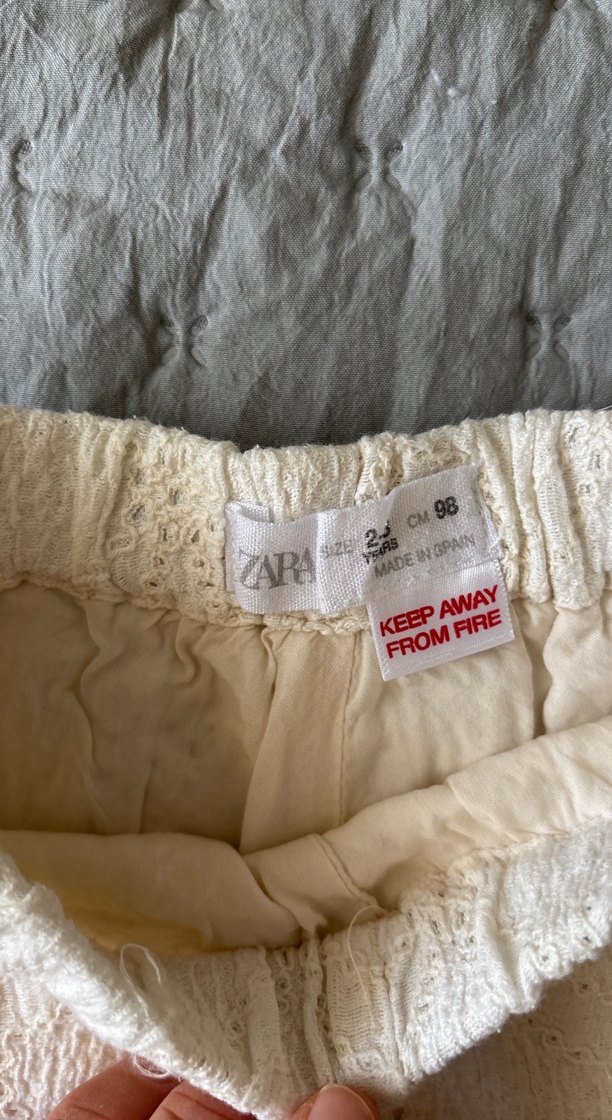 ZARA
SIZE
2-3
YEARS
CM 98
MADE IN SPAIN
KEEP AWAY
FROM FIRE